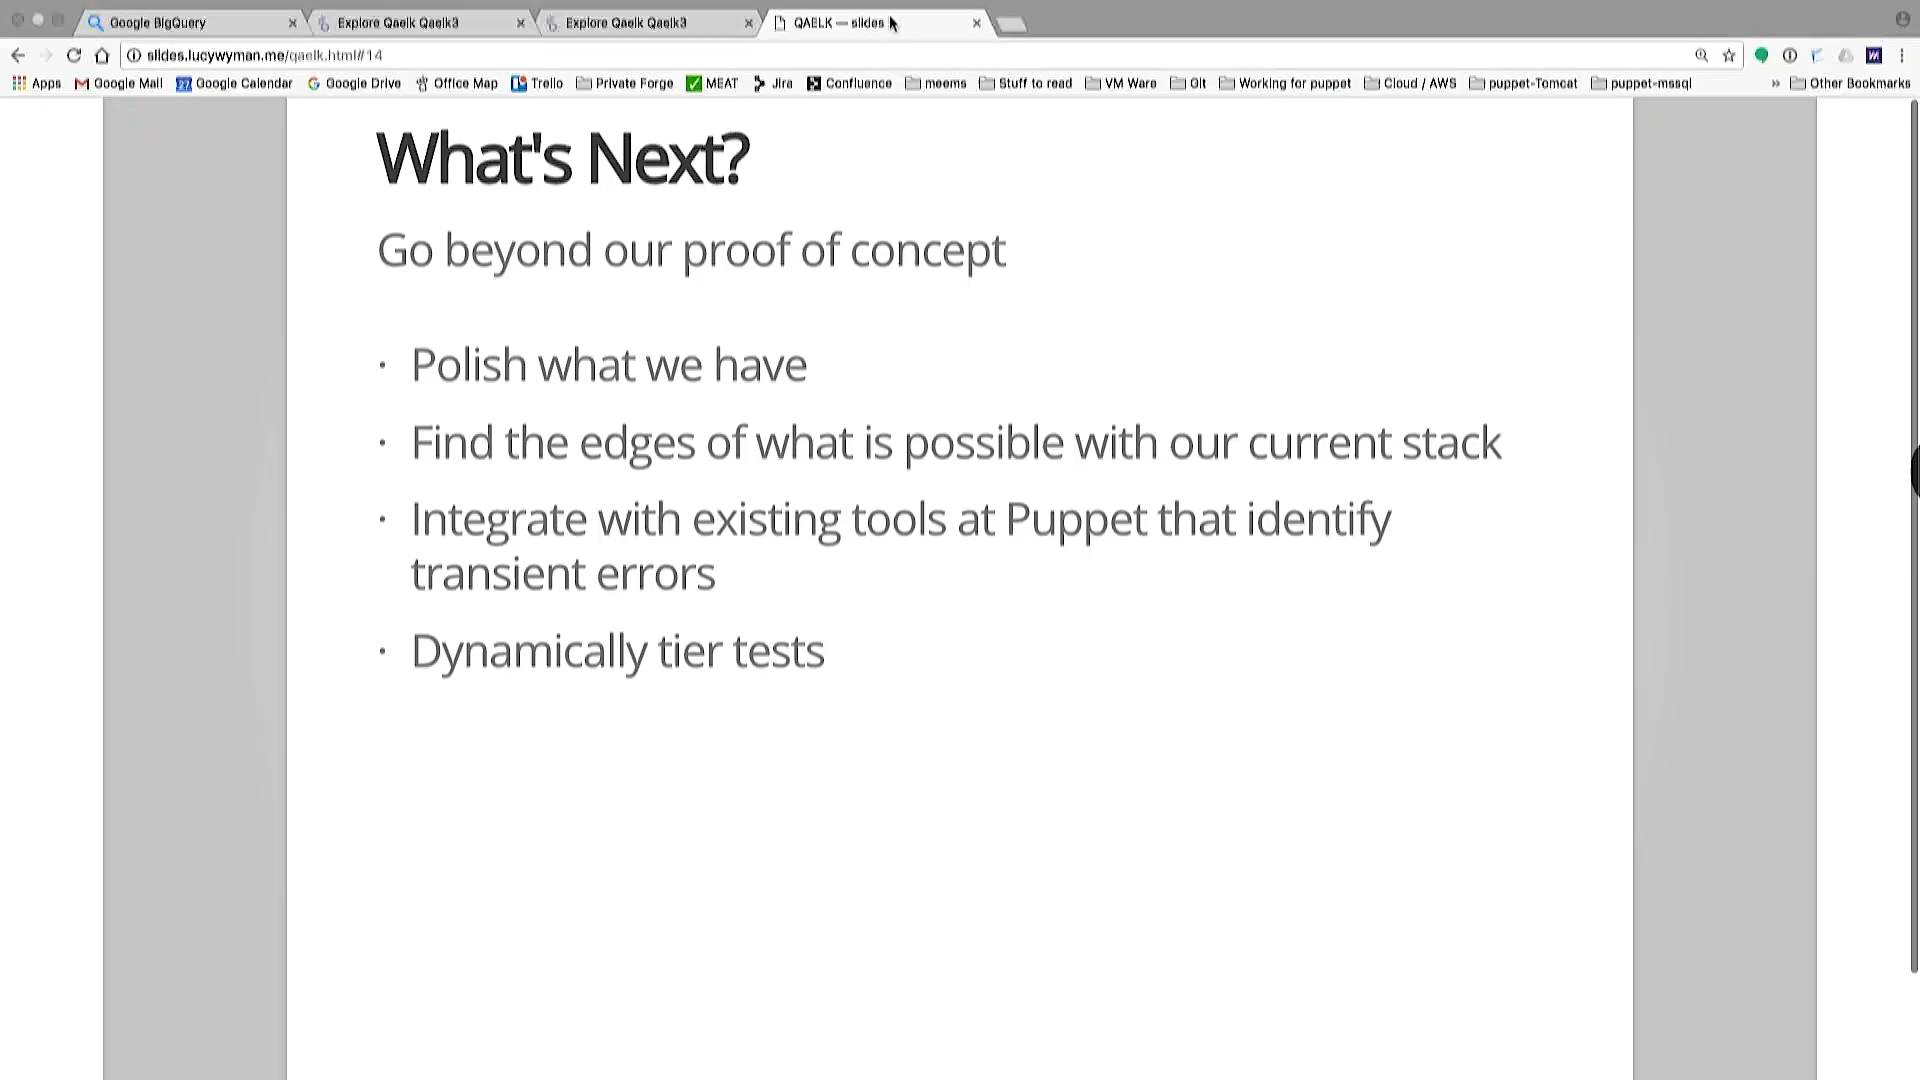 Google BigQuery
Explore Qaelk Qaelk3
Explore Qaelk Qaelk3
QAELK — slides
slides.lucywyman.me/qaelk.html#14
Apps
Google Mail
27 Google Calendar
Google Drive
Office Map
Trello
Private Forge
MEAT
Jira
Confluence
meems
Stuff to read
VM Ware
Git
Working for puppet
Cloud / AWS
puppet-Tomcat
puppet-mssql
»
Other Bookmarks
What's Next?
Go beyond our proof of concept
· Polish what we have
· Find the edges of what is possible with our current stack
· Integrate with existing tools at Puppet that identify
transient errors
· Dynamically tier tests